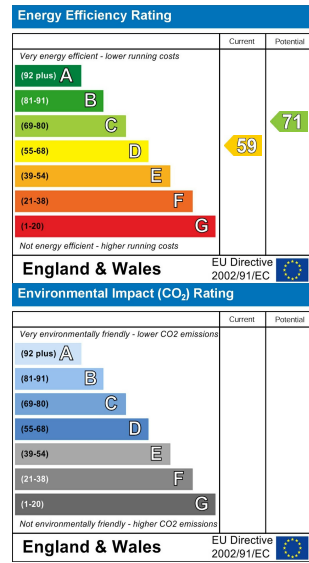 Energy Efficiency Rating
Current Potential
Very energy efficient - lower running costs
(92 plus) A
(81-91) B
(69-80) C
(55-68) D
(39-54) E
(21-38) F
(1-20) G
59
71
Not energy efficient - higher running costs
England & Wales
EU Directive
2002/91/EC
Environmental Impact (CO2) Rating
Current Potential
Very environmentally friendly - lower CO2 emissions
(92 plus) A
(81-91) B
(69-80) C
(55-68) D
(39-54) E
(21-38) F
(1-20) G
Not environmentally friendly - higher CO2 emissions
England & Wales
EU Directive
2002/91/EC